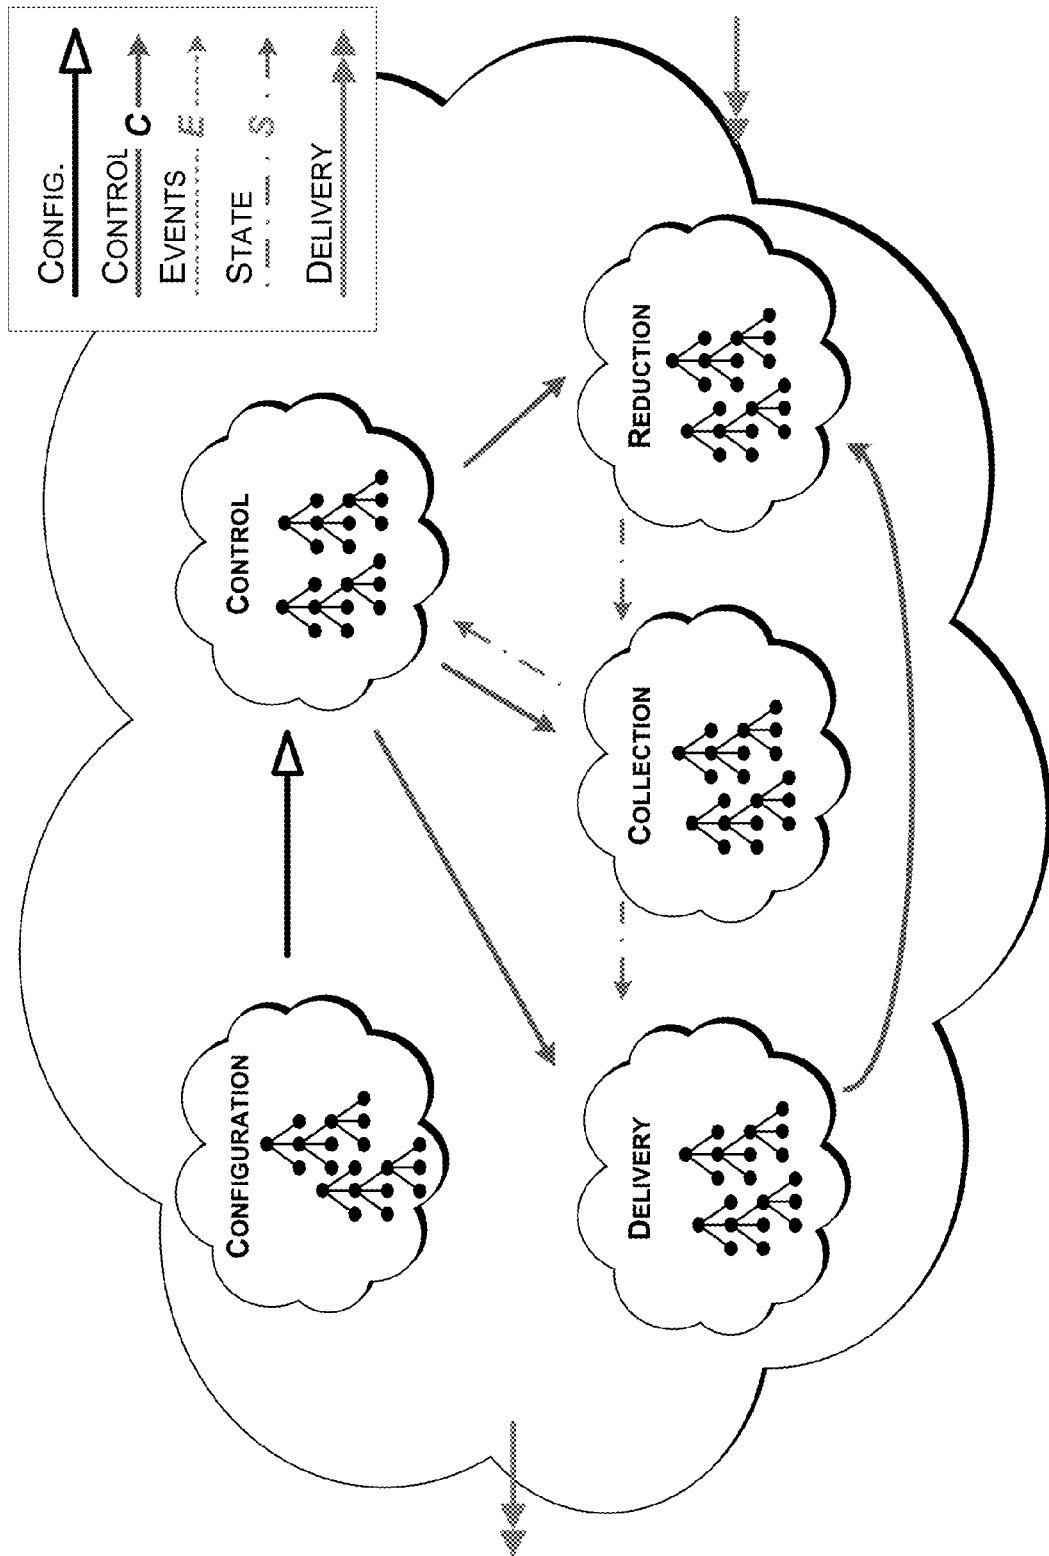 CONFIG.
CONTROL C
EVENTS E
STATE S
DELIVERY
CONFIGURATION
CONTROL
DELIVERY
COLLECTION
REDUCTION